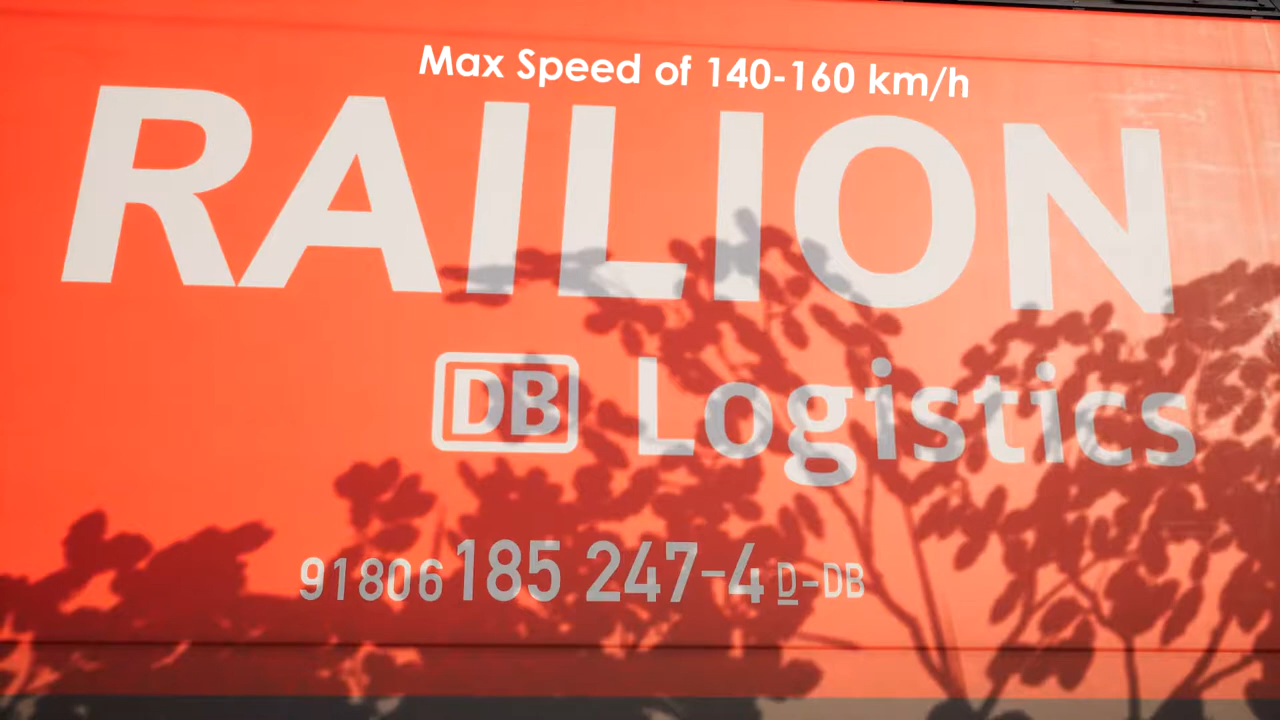 Max Speed of 140-160 km/h
RAILION
DB Logistics
91806 185 247-4 D-DB